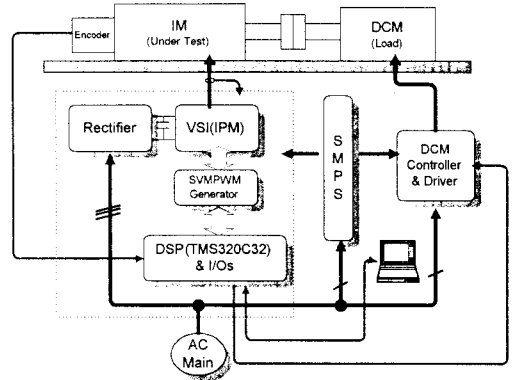 Encoder
IM
(Under Test)
DCM
(Load)
Rectifier
VSI(IPM)
SVMPWM
Generator
DSP(TMS320C32)
& I/Os
S
M
P
S
DCM
Controller
& Driver
AC
Main